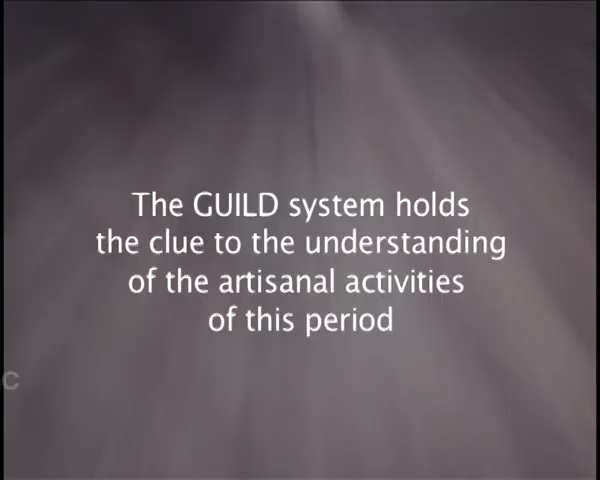 The GUILD system holds
the clue to the understanding
of the artisanal activities
of this period
C